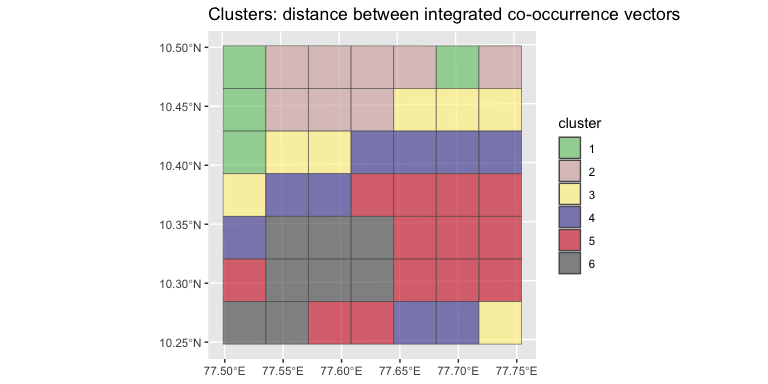 Clusters: distance between integrated co-occurrence vectors
10.50°N
10.45°N
10.40°N
10.35°N
10.30°N
10.25°N
77.50°E 77.55°E 77.60°E 77.65°E 77.70°E 77.75°E
cluster
1
2
3
4
5
6